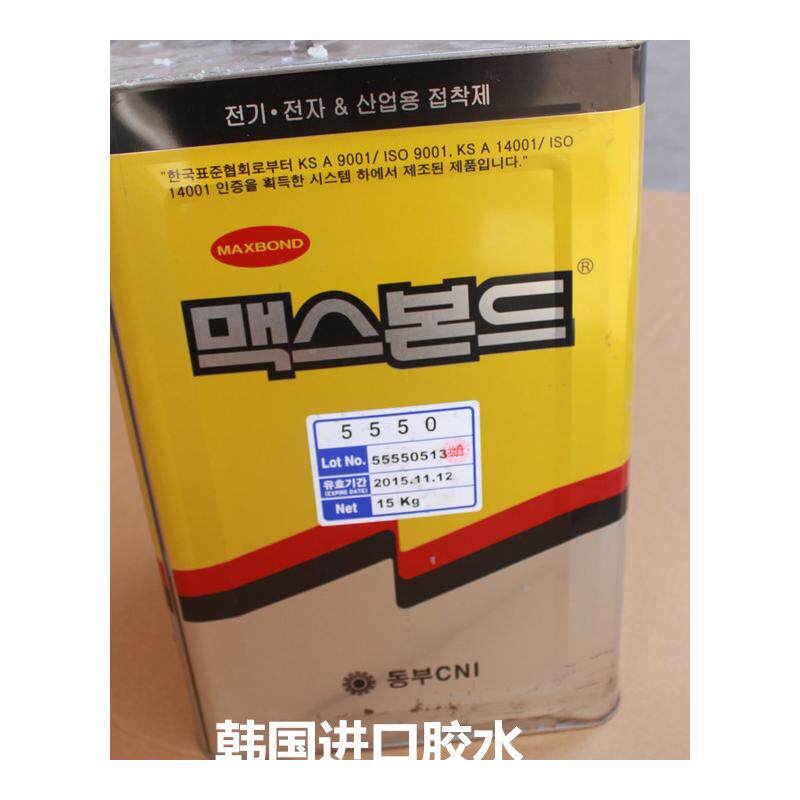 전기·전자 & 산업용 접착제
"한국표준협회로부터 KS A 9001/ ISO 9001, KS A 14001/ ISO
14001 인증을 획득한 시스템 하에서 제조된 제품입니다."
MAXBOND
맥스본드®
5550
Lot No. 55550513
유효기간 (EXPIRE DATE) 2015.11.12
Net 15 Kg
동부CNI
韩国进口胶水